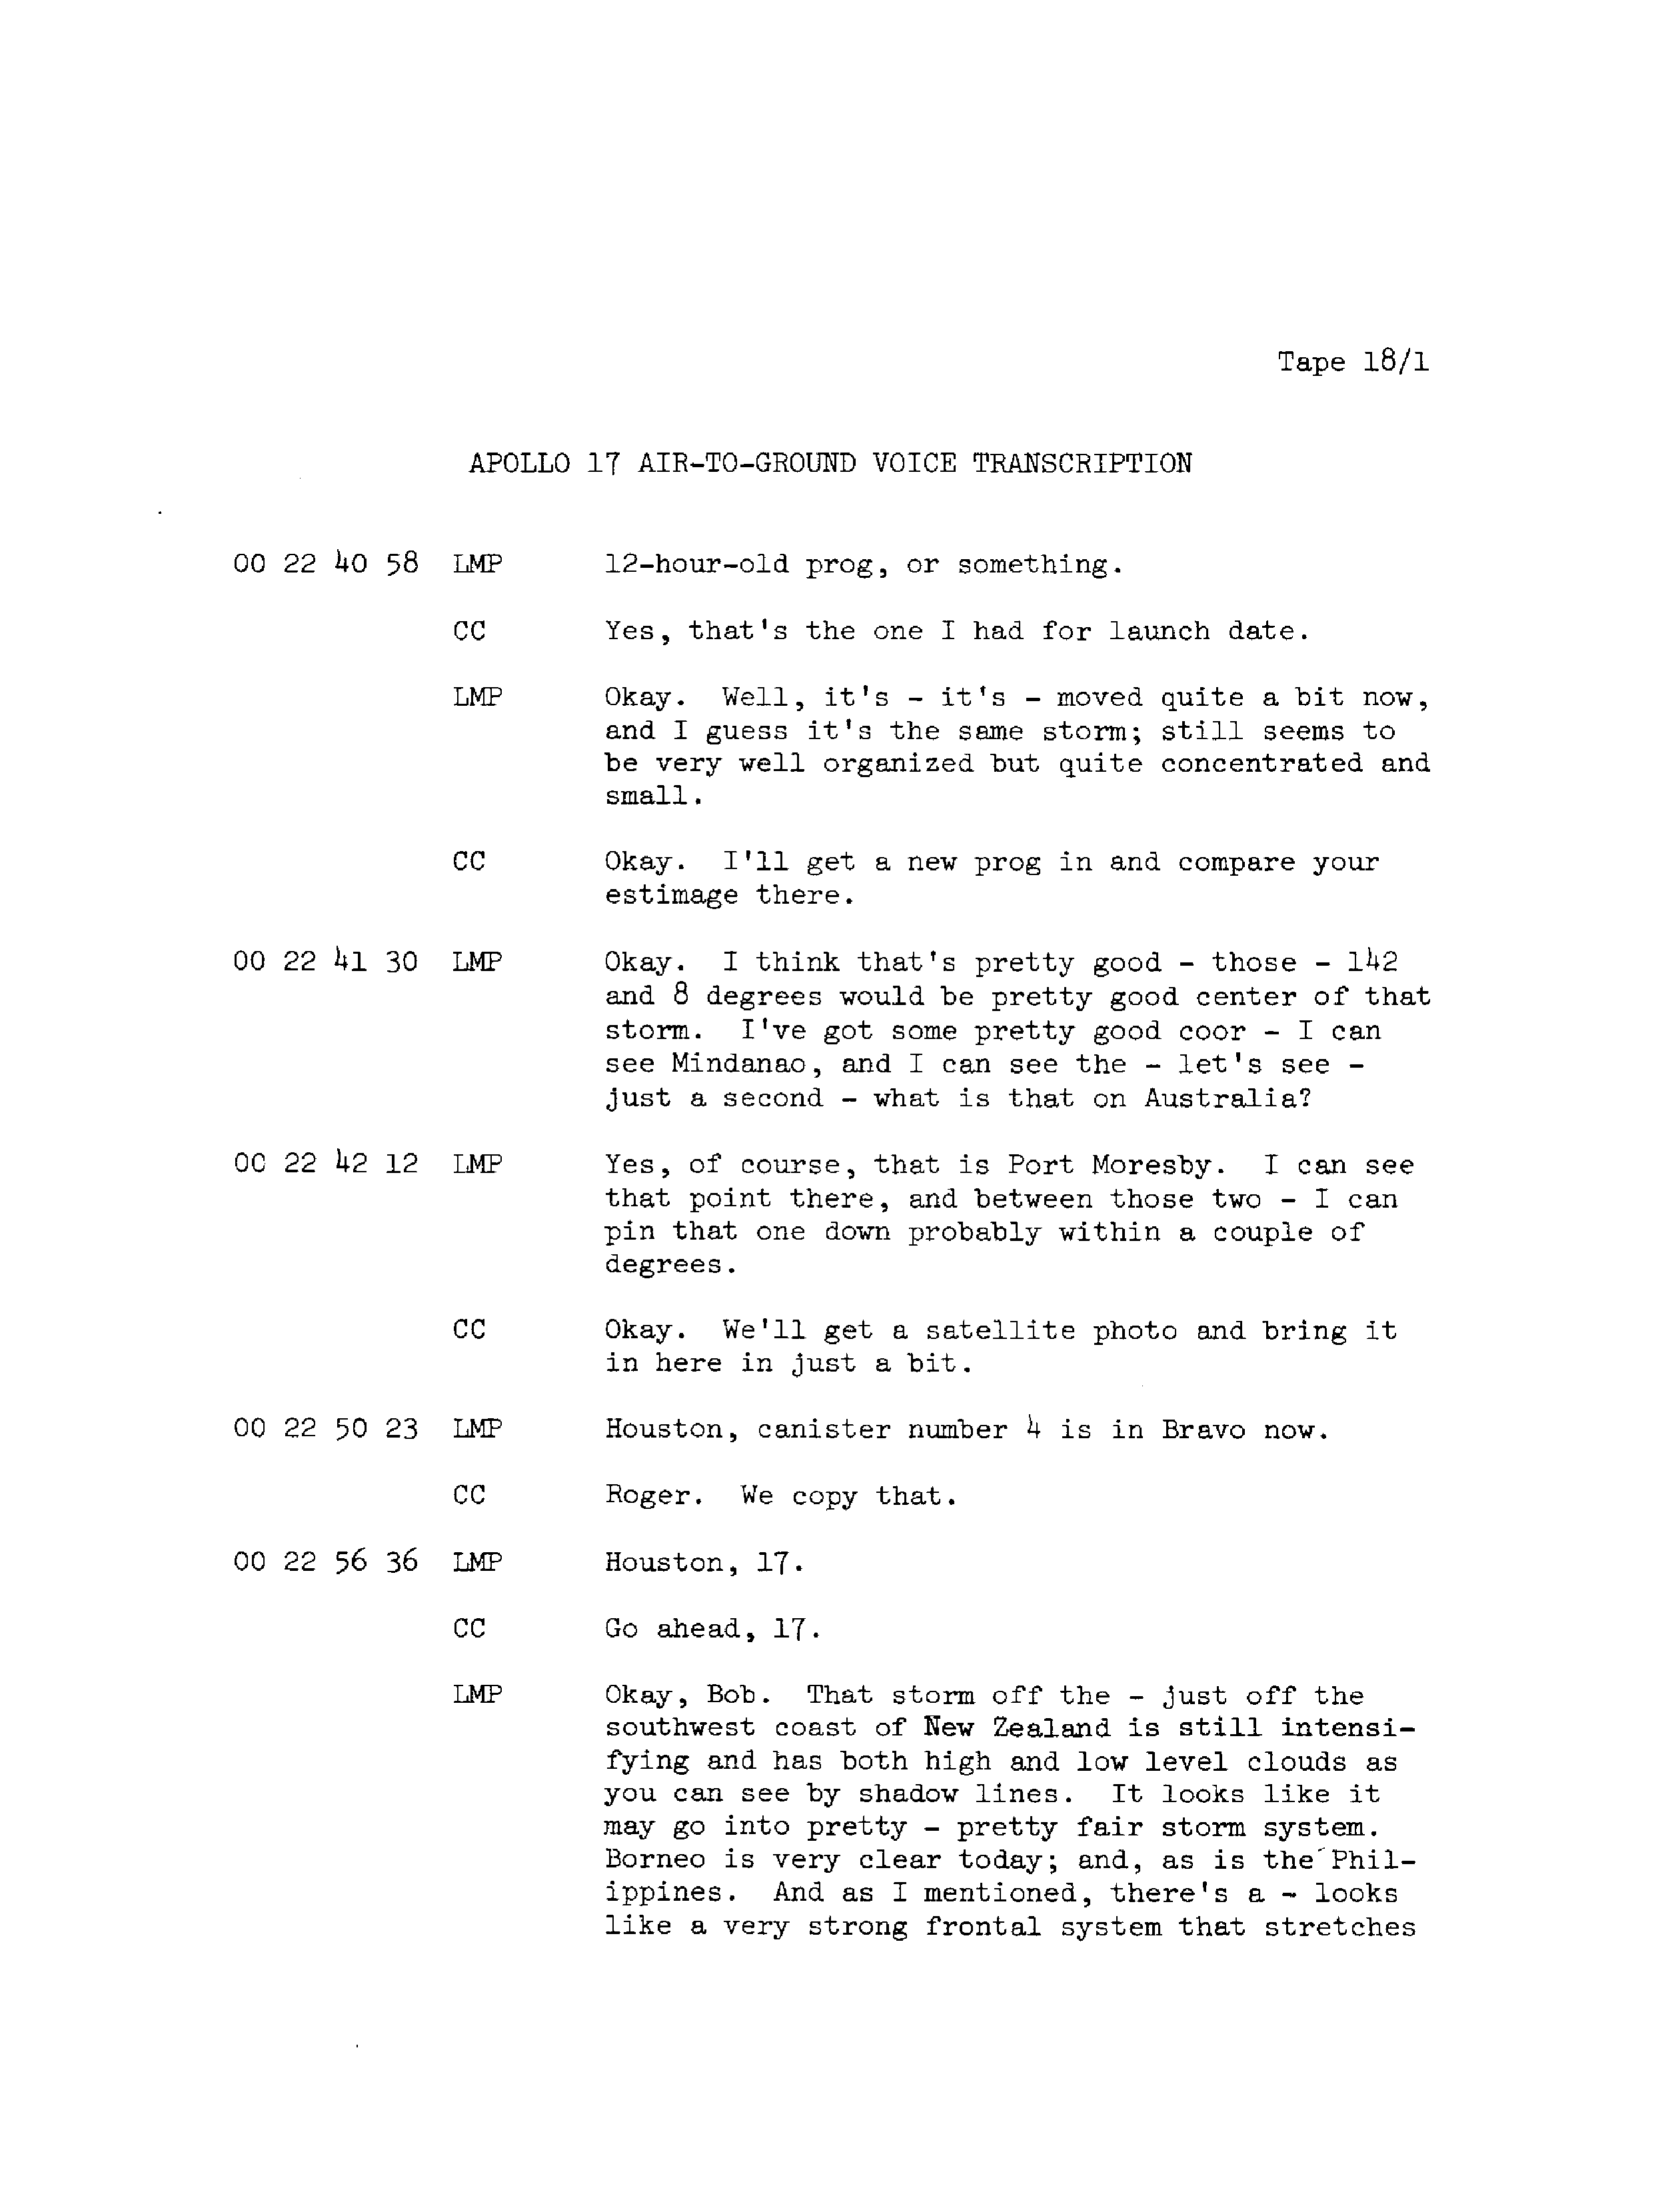 Tape 18/1
APOLLO 17 AIR-TO-GROUND VOICE TRANSCRIPTION
00 22 40 58 LMP 12-hour-old prog, or something.
CC Yes, that's the one I had for launch date.
LMP Okay. Well, it's - it's - moved quite a bit now,
and I guess it's the same storm; still seems to
be very well organized but quite concentrated and
small.
CC Okay. I'll get a new prog in and compare your
estimage there.
00 22 41 30 LMP Okay. I think that's pretty good - those - 142
and 8 degrees would be pretty good center of that
storm. I've got some pretty good coor - I can
see Mindanao, and I can see the - let's see -
just a second - what is that on Australia?
00 22 42 12 LMP Yes, of course, that is Port Moresby. I can see
that point there, and between those two - I can
pin that one down probably within a couple of
degrees.
CC Okay. We'll get a satellite photo and bring it
in here in just a bit.
00 22 50 23 LMP Houston, canister number 4 is in Bravo now.
CC Roger. We copy that.
00 22 56 36 LMP Houston, 17.
CC Go ahead, 17.
LMP Okay, Bob. That storm off the - just off the
southwest coast of New Zealand is still intensi-
fying and has both high and low level clouds as
you can see by shadow lines. It looks like it
may go into pretty - pretty fair storm system.
Borneo is very clear today; and, as is the Phil-
ippines. And as I mentioned, there's a - looks
like a very strong frontal system that stretches